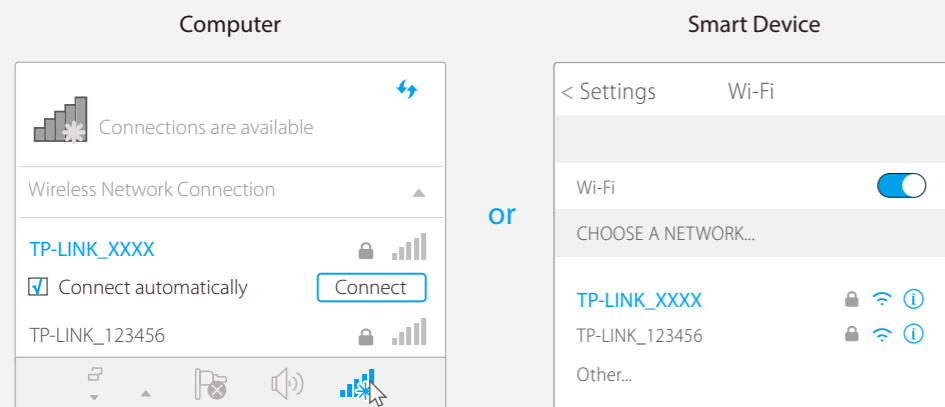 Computer
Connections are available
Wireless Network Connection
TP-LINK_XXXX
Connect automatically
Connect
TP-LINK_123456
or
Smart Device
< Settings
Wi-Fi
Wi-Fi
CHOOSE A NETWORK...
TP-LINK_XXXX
TP-LINK_123456
Other...